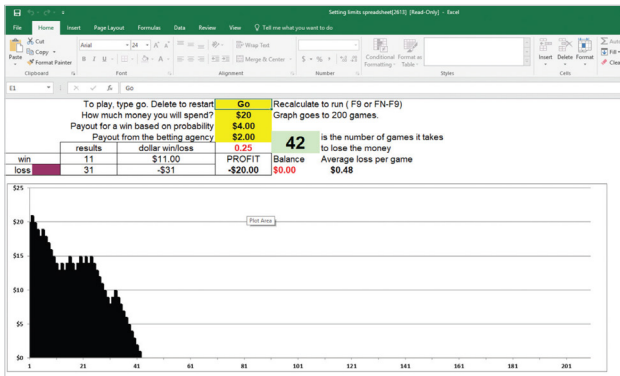 Setting limits spreadsheet[2613] [Read-Only] - Excel
File Home Insert Page Layout Formulas Data Review View Tell me what you want to do
Cut
Copy
Format Painter
Paste
Arial 24
B I U
Wrap Text
Merge & Center
$ % ,
Conditional Formatting
Format as Table
Insert Delete Format
Fill
Clear
Clipboard Font Alignment Number Styles Cells
E1 fx Go
To play, type go. Delete to restart Go Recalculate to run ( F9 or FN-F9)
How much money you will spend? $20 Graph goes to 200 games.
Payout for a win based on probability $4.00
Payout from the betting agency $2.00 42 is the number of games it takes
results dollar win/loss 0.25 to lose the money
win 11 $11.00 PROFIT Balance Average loss per game
loss 31 -$31 -$20.00 $0.00 $0.48
$25
$20
$15
$10
$5
$0
Plot Area
1 21 41 61 81 101 121 141 161 181 201